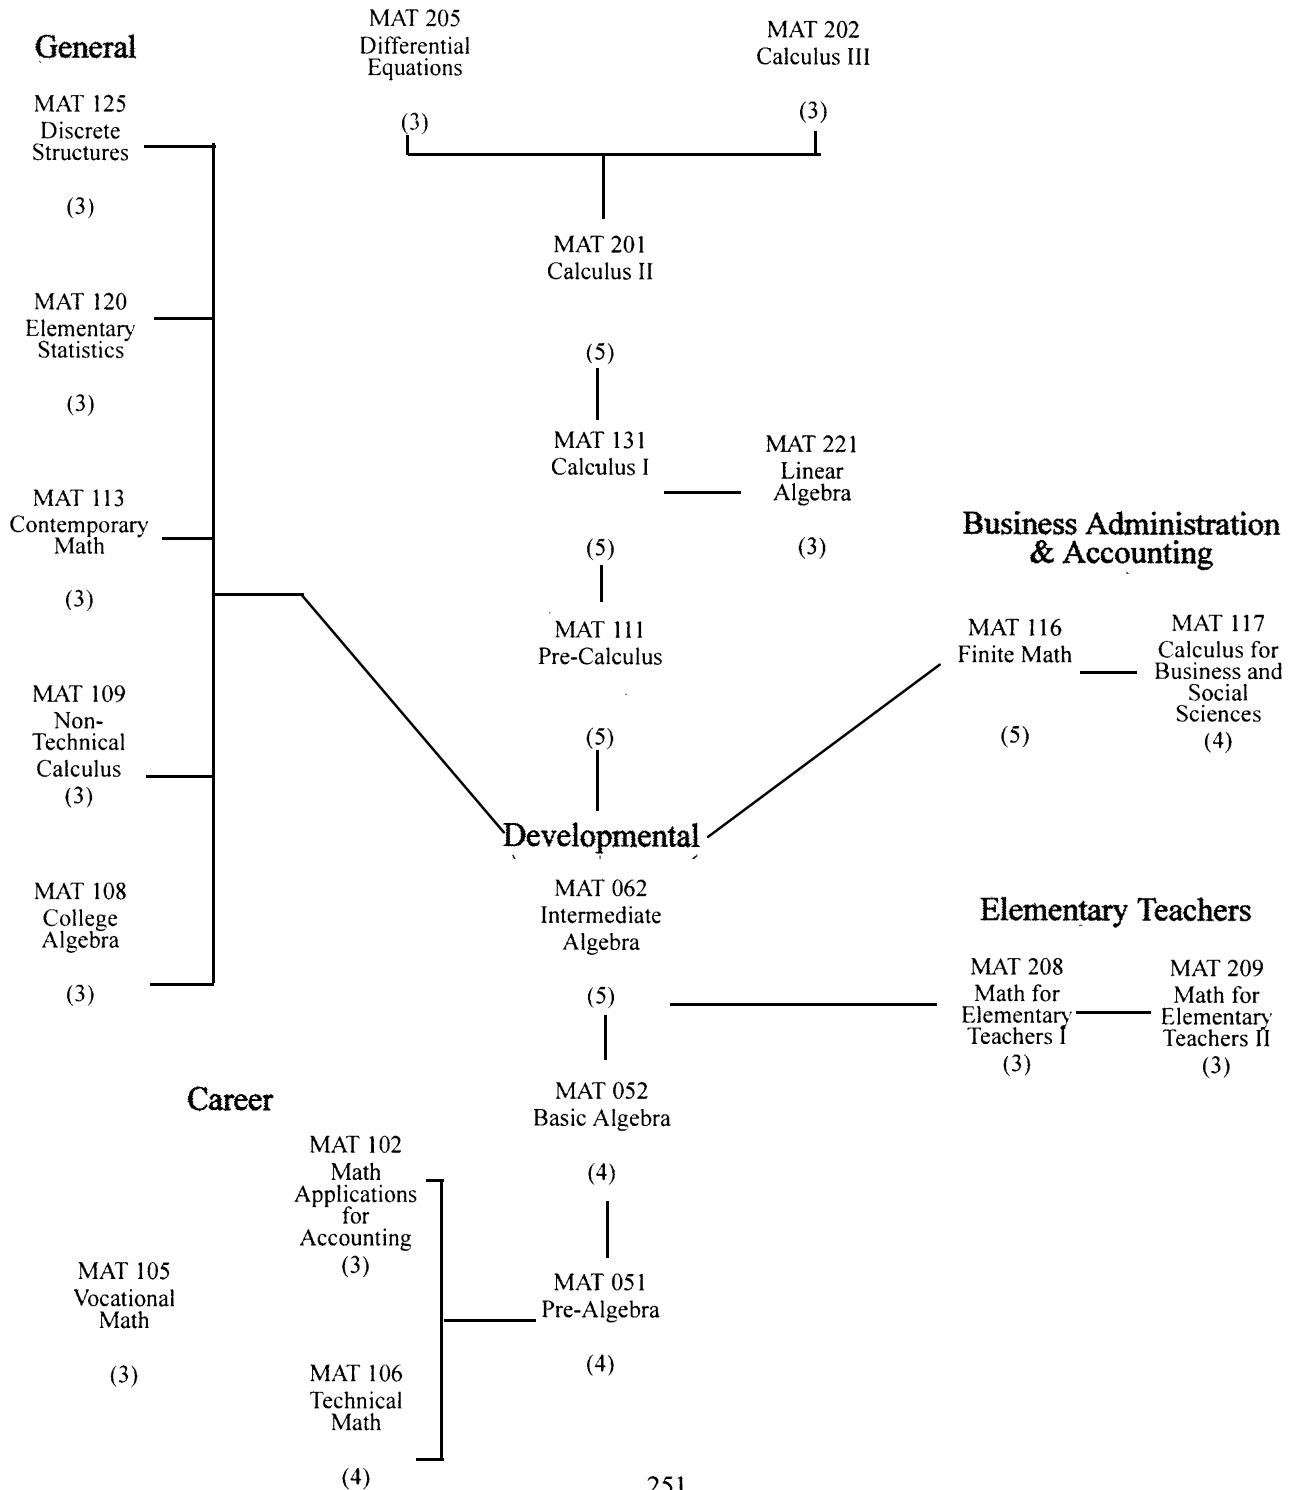 General
MAT 125
Discrete
Structures
(3)
MAT 120
Elementary
Statistics
(3)
MAT 113
Contemporary
Math
(3)
MAT 109
Non-
Technical
Calculus
(3)
MAT 108
College
Algebra
(3)
MAT 205
Differential
Equations
(3)
MAT 202
Calculus III
(3)
MAT 201
Calculus II
(5)
MAT 131
Calculus I
(5)
MAT 221
Linear
Algebra
(3)
MAT 111
Pre-Calculus
(5)
Business Administration
& Accounting
MAT 116
Finite Math
(5)
MAT 117
Calculus for
Business and
Social
Sciences
(4)
Developmental
MAT 062
Intermediate
Algebra
(5)
MAT 052
Basic Algebra
(4)
MAT 051
Pre-Algebra
(4)
Elementary Teachers
MAT 208
Math for
Elementary
Teachers I
(3)
MAT 209
Math for
Elementary
Teachers II
(3)
Career
MAT 102
Math
Applications
for
Accounting
(3)
MAT 105
Vocational
Math
(3)
MAT 106
Technical
Math
(4)
251